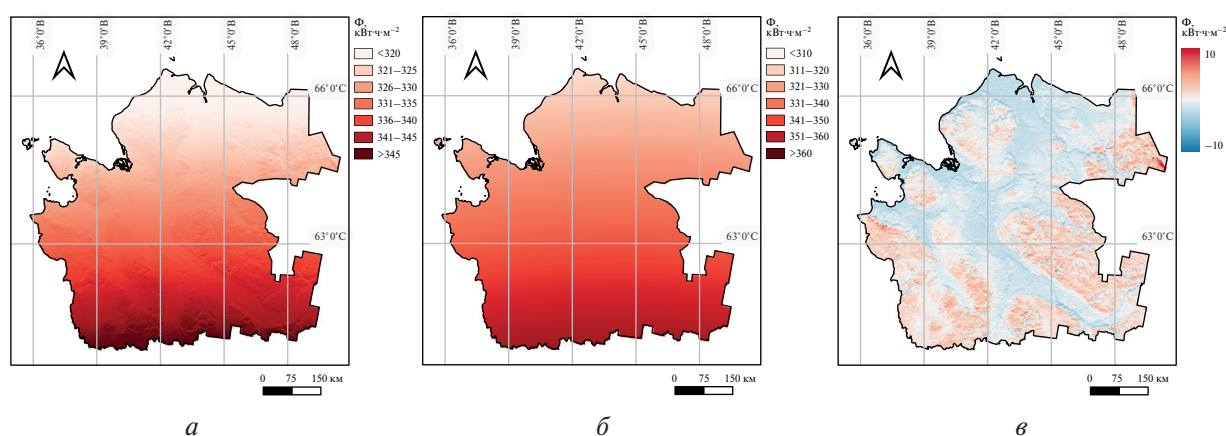 36°0′В
39°0′В
42°0′В
45°0′В
48°0′В
66°0′С
63°0′С
Φ,
кВт·ч·м⁻²
<320
321–325
326–330
331–335
336–340
341–345
>345
0 75 150 км
а
36°0′В
39°0′В
42°0′В
45°0′В
48°0′В
66°0′С
63°0′С
Φ,
кВт·ч·м⁻²
<310
311–320
321–330
331–340
341–350
351–360
>360
0 75 150 км
б
36°0′В
39°0′В
42°0′В
45°0′В
48°0′В
66°0′С
63°0′С
Φ,
кВт·ч·м⁻²
10
–10
0 75 150 км
в